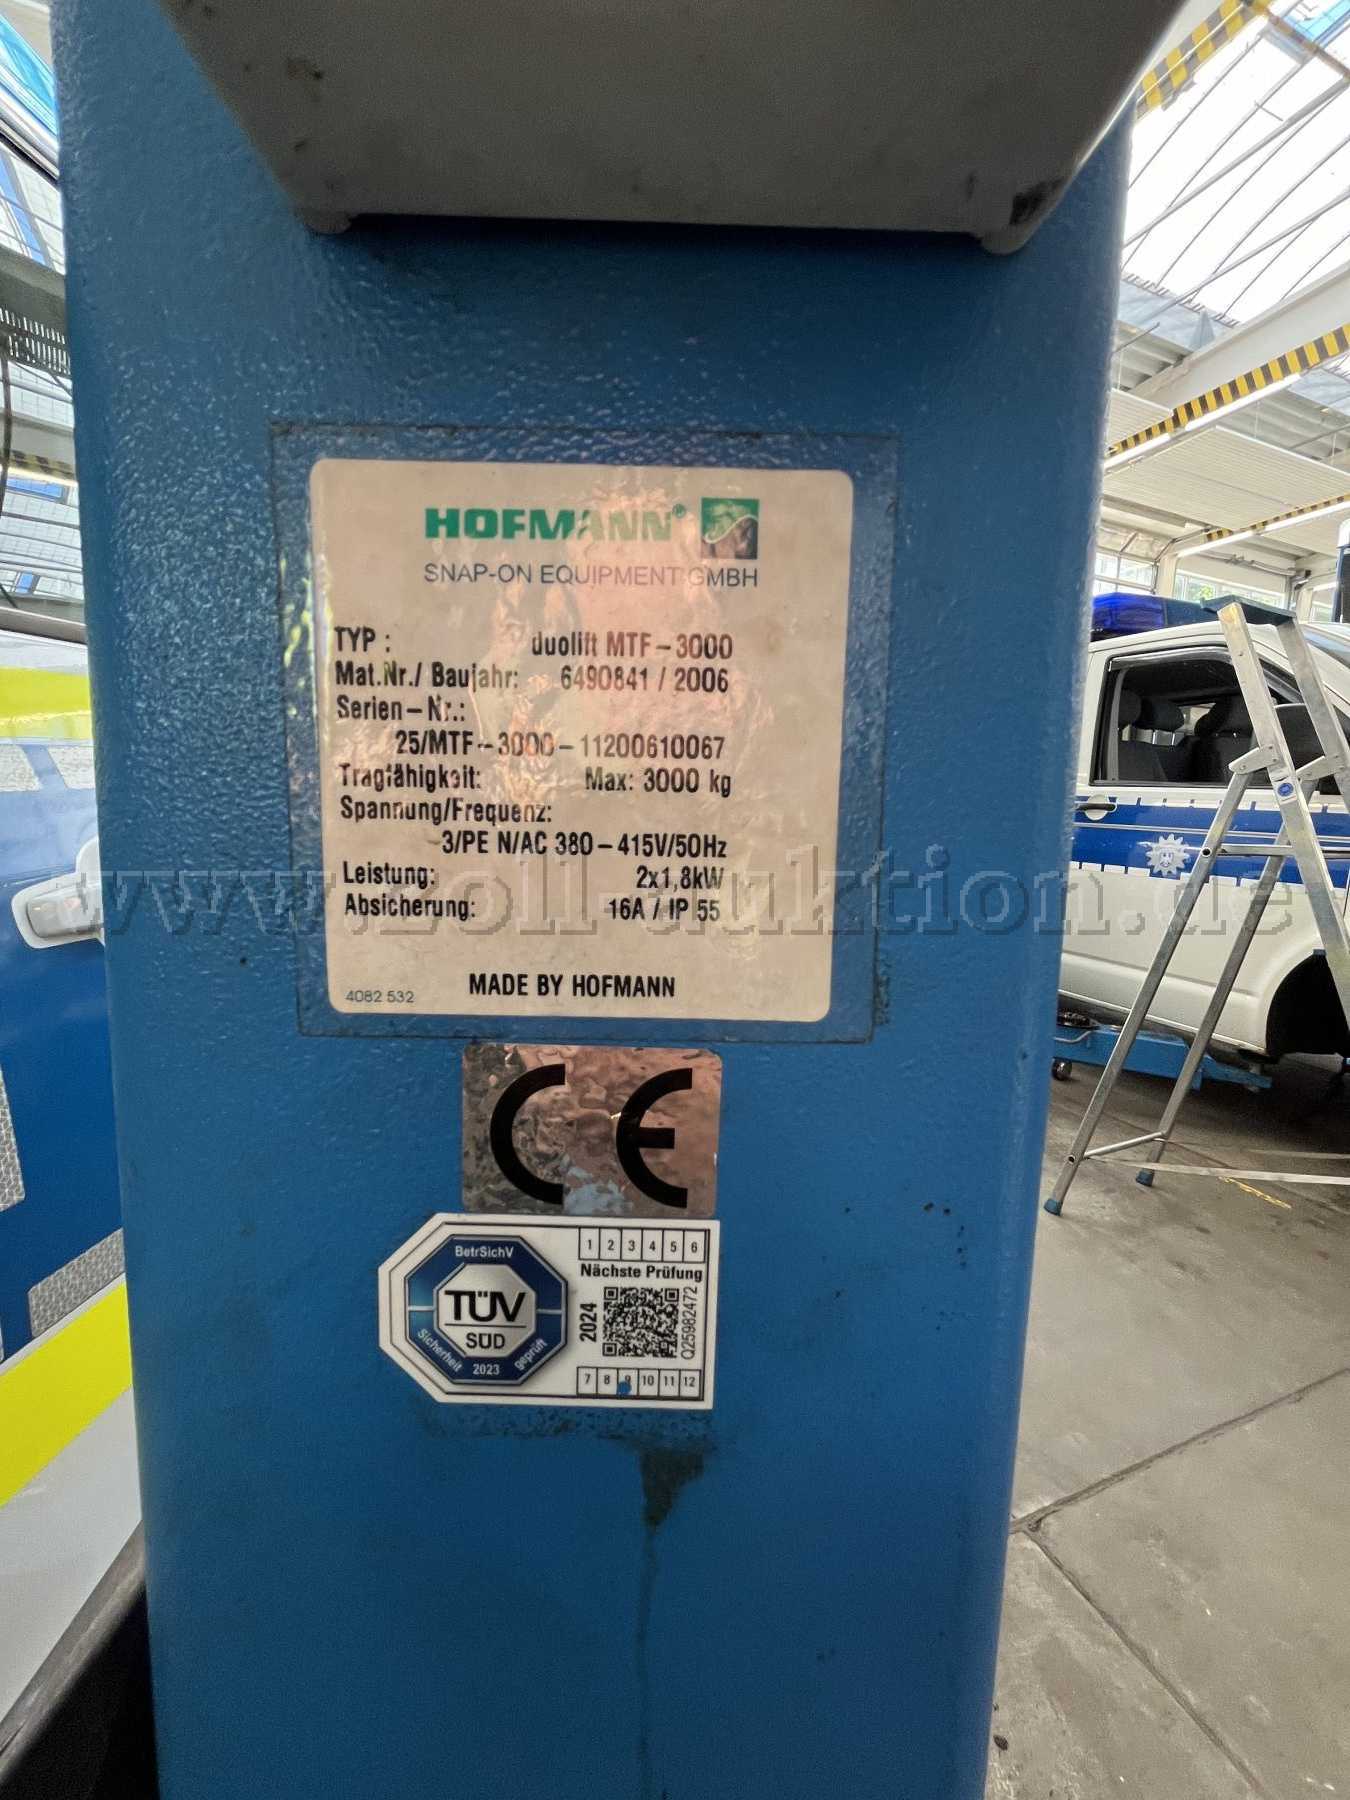 HOFMANN®
SNAP-ON EQUIPMENT GMBH
TYP : duolift MTF-3000
Mat.Nr./ Baujahr: 6490841 / 2006
Serien-Nr.:
25/MTF-3000-11200610067
Tragfähigkeit: Max: 3000 kg
Spannung/Frequenz:
3/PE N/AC 380-415V/50Hz
Leistung: 2x1,8kW
www.zoll-auktion.de
Absicherung: 16A / IP 55
MADE BY HOFMANN
4082 532
CE
BetrSichV
TÜV
SÜD
Sicherheit geprüft
2023
1 2 3 4 5 6
Nächste Prüfung
2024
Q25982472
7 8 9 10 11 12